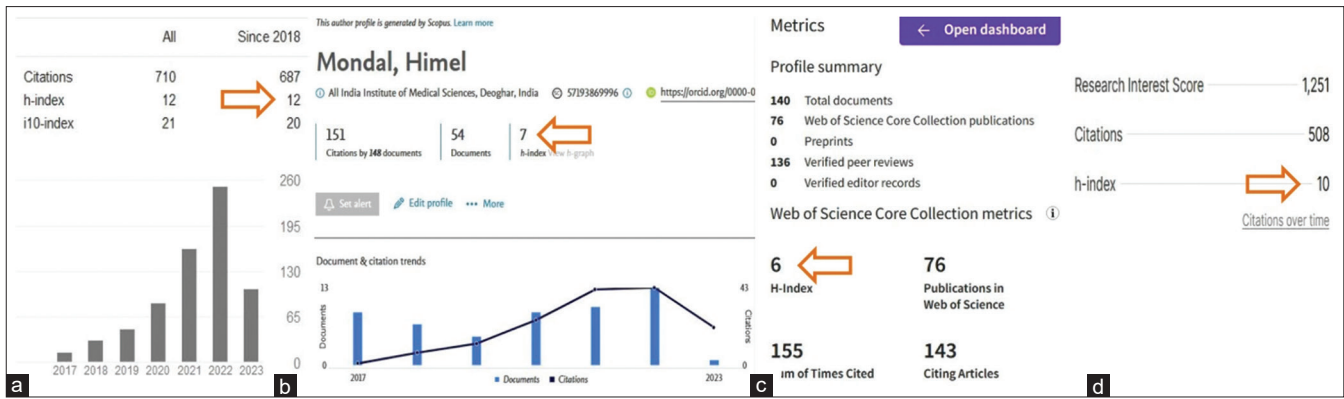 All Since 2018
Citations 710 687
h-index 12 12
i10-index 21 20
260
195
130
65
0
2017 2018 2019 2020 2021 2022 2023
a
This author profile is generated by Scopus. Learn more
Mondal, Himel
All India Institute of Medical Sciences, Deoghar, India SC 57193869996 https://orcid.org/0000-0
151 54 7
Citations by 148 documents Documents h-index View h-graph
Set alert Edit profile More
Document & citation trends
13 43
Documents Citations
0 0
2017 2023
Documents Citations
b
Metrics
Open dashboard
Profile summary
140 Total documents
76 Web of Science Core Collection publications
0 Preprints
136 Verified peer reviews
0 Verified editor records
Web of Science Core Collection metrics
6 76
H-Index Publications in
Web of Science
155 143
of Times Cited Citing Articles
c
Research Interest Score 1,251
Citations 508
h-index 10
Citations over time
d